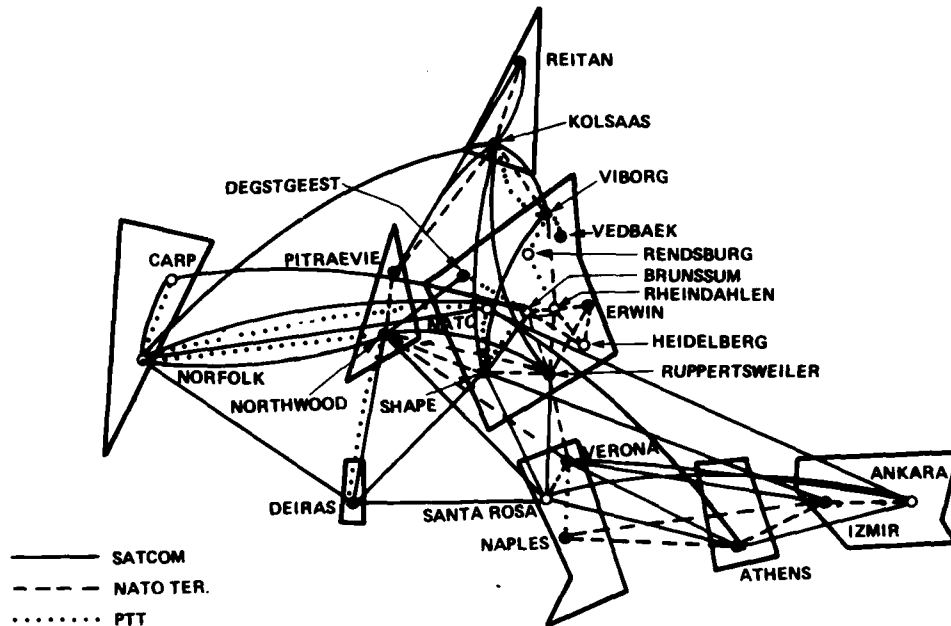 REITAN
KOLSAAS
DEGSTGEEST
VIBORG
VEDBAEK
CARP
PITRAEVIE
RENDSBURG
BRUNSSUM
RHEINDAHLEN
NATO
ERWIN
HEIDELBERG
NORFOLK
RUPPERTSWEILER
NORTHWOOD
SHAPE
VERONA
ANKARA
DEIRAS
SANTA ROSA
IZMIR
NAPLES
ATHENS
SATCOM
NATO TER.
PTT